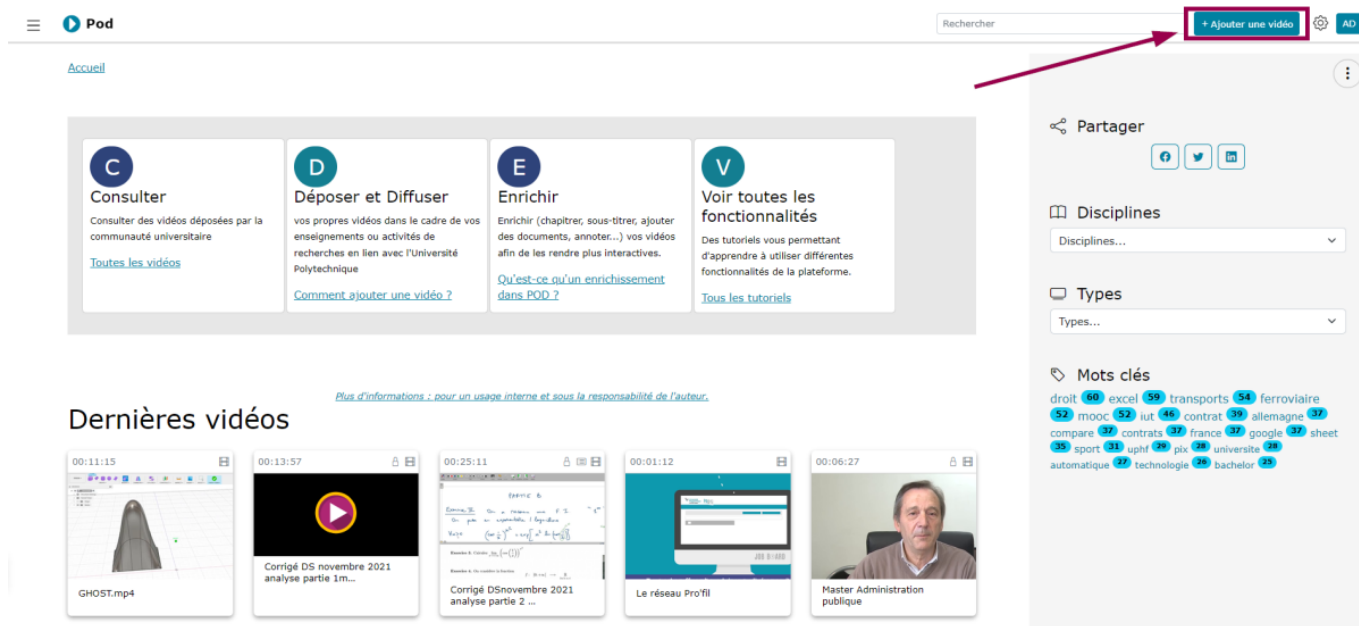 Pod
Rechercher
+ Ajouter une vidéo
AD
Accueil
C
Consulter
Consulter des vidéos déposées par la
communauté universitaire
Toutes les vidéos
D
Déposer et Diffuser
vos propres vidéos dans le cadre de vos
enseignements ou activités de
recherches en lien avec l'Université
Polytechnique
Comment ajouter une vidéo ?
E
Enrichir
Enrichir (chapitrer, sous-titrer, ajouter
des documents, annoter...) vos vidéos
afin de les rendre plus interactives.
Qu'est-ce qu'un enrichissement
dans POD ?
V
Voir toutes les
fonctionnalités
Des tutoriels vous permettant
d'apprendre à utiliser différentes
fonctionnalités de la plateforme.
Tous les tutoriels
Plus d'informations : pour un usage interne et sous la responsabilité de l'auteur.
Dernières vidéos
00:11:15
GHOST.mp4
00:13:57
Corrigé DS novembre 2021
analyse partie 1m...
00:25:11
PARTIE B
Corrigé DSnovembre 2021
analyse partie 2 ...
00:01:12
JOE BOARD
Le réseau Pro'fil
00:06:27
Master Administration
publique
Partager
Disciplines
Disciplines...
Types
Types...
Mots clés
droit 60 excel 59 transports 54 ferroviaire
52 mooc 52 iut 46 contrat 39 allemagne 37
compare 37 contrats 37 france 37 google 37 sheet
35 sport 31 uphf 29 pix 28 universite 28
automatique 27 technologie 26 bachelor 25